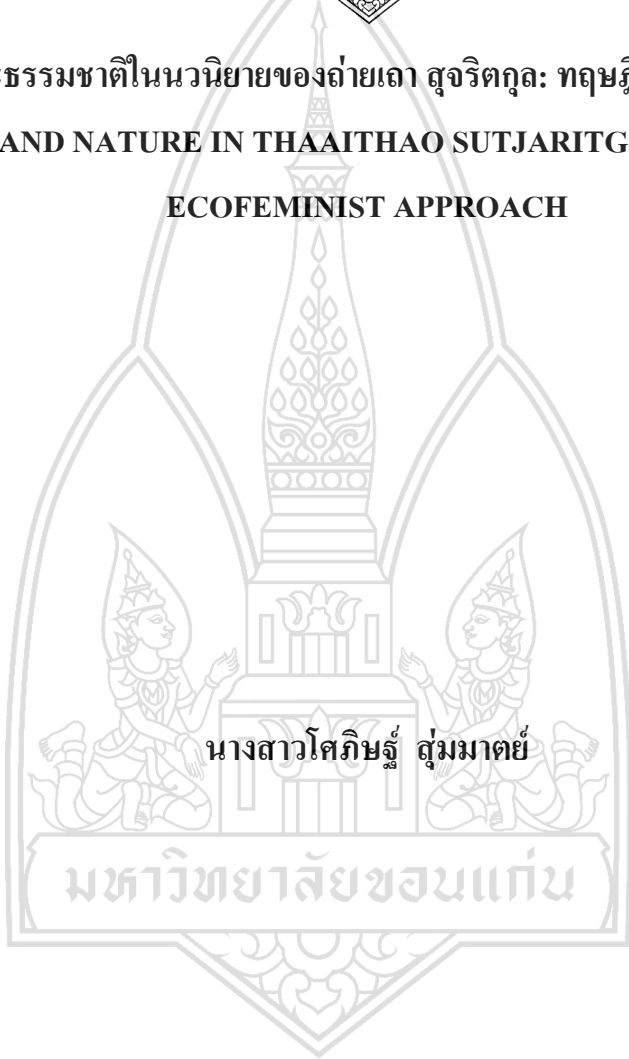 ะธรรมชาติในนวนิยายของถ่ายเถา สุจริตกุล: ทฤษฎี
AND NATURE IN THAAITHAO SUTJARITG
ECOFEMINIST APPROACH
นางสาวโศภิษฐ์ สุ่มมาตย์
มหาวิทยาลัยขอนแก่น